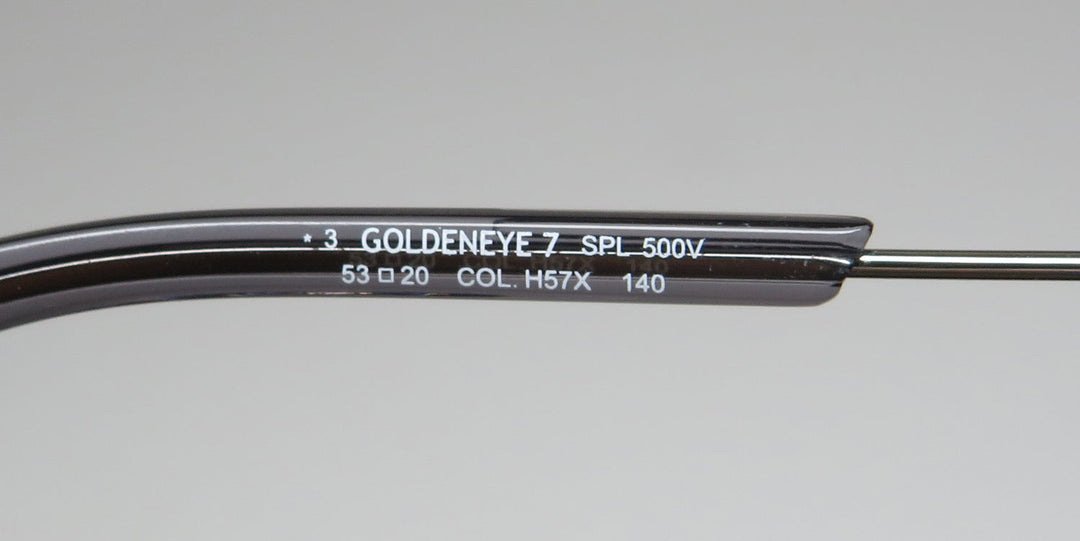 * 3 GOLDENEYE 7 SPL 500V
53 □ 20 COL. H57X 140